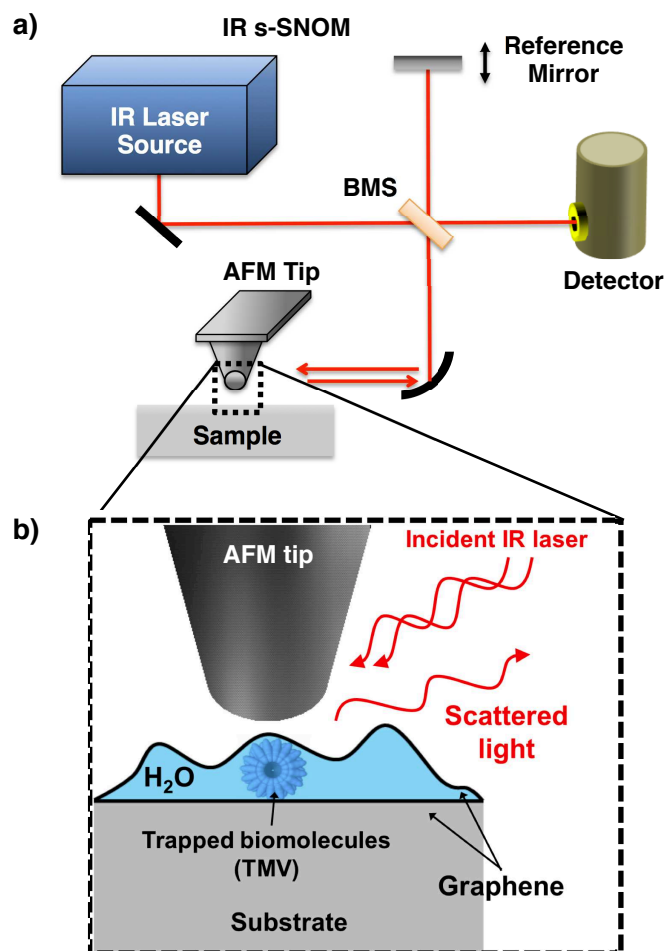 a)
IR s-SNOM
Reference
Mirror
IR Laser
Source
BMS
Detector
AFM Tip
Sample
b)
AFM tip
Incident IR laser
Scattered
light
H₂O
Trapped biomolecules
(TMV)
Graphene
Substrate